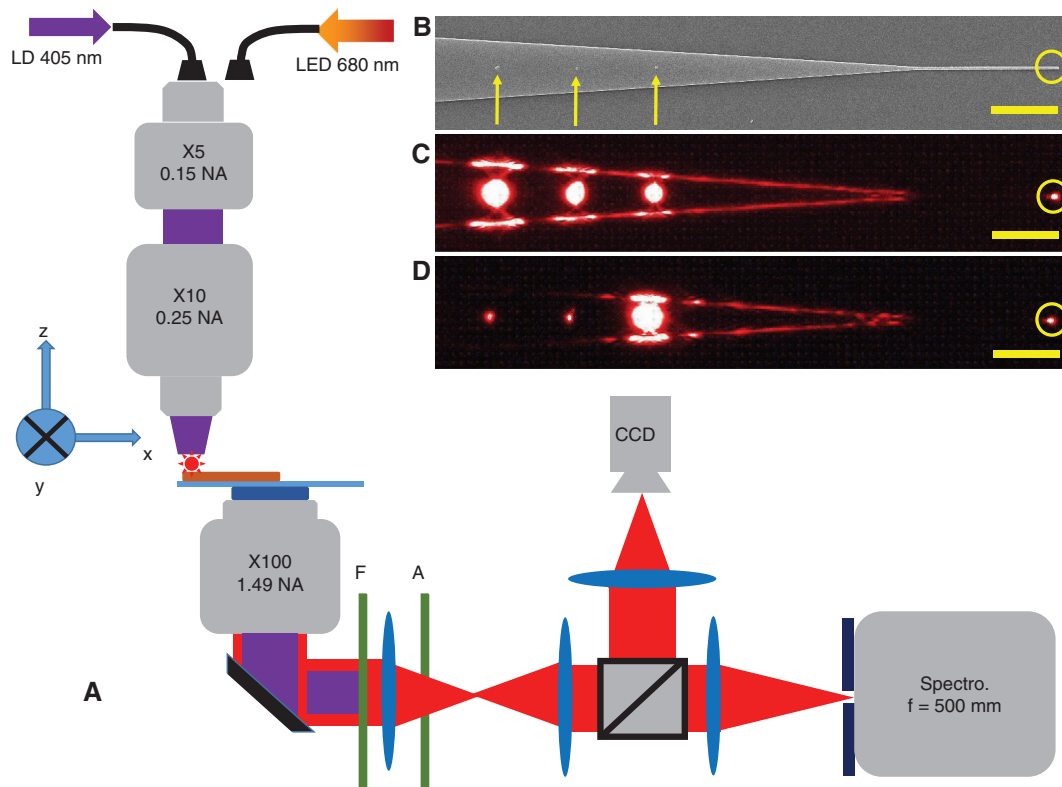 LD 405 nm
LED 680 nm
X5
0.15 NA
X10
0.25 NA
z
x
y
X100
1.49 NA
F
A
A
B
C
D
CCD
Spectro.
f = 500 mm